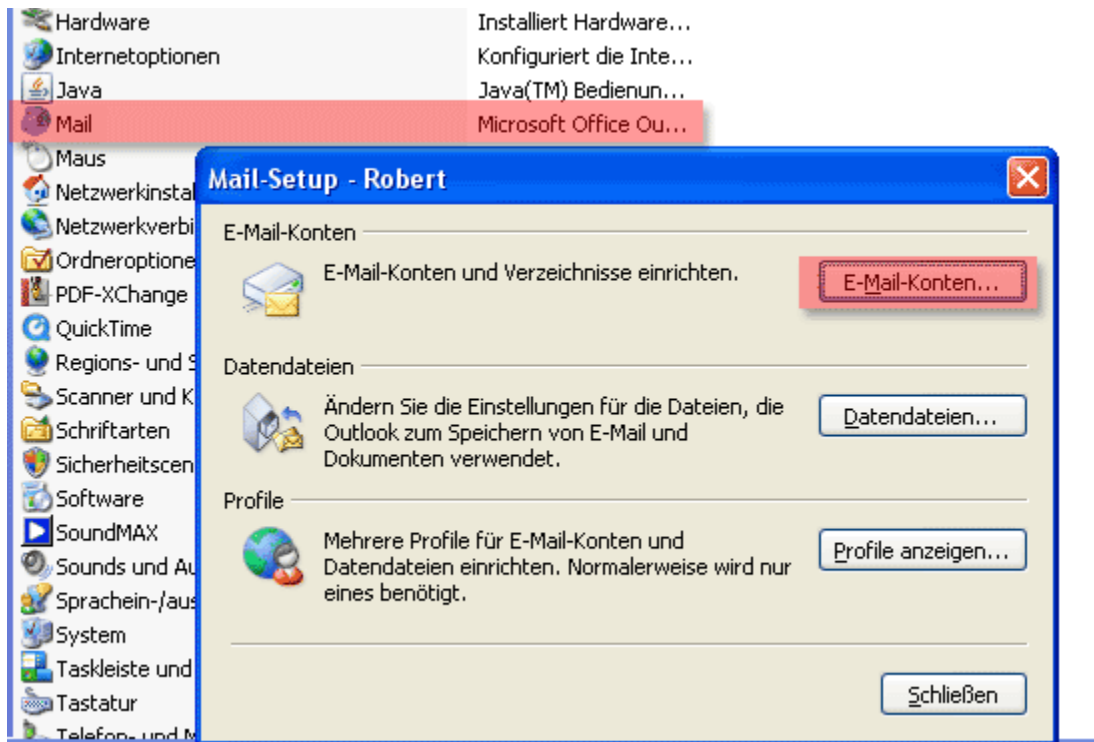 Hardware Installiert Hardware...
Internetoptionen Konfiguriert die Inte...
Java Java(TM) Bedienun...
Mail Microsoft Office Ou...
Maus
Netzwerkinstal
Netzwerkverbi
Ordneroptione
PDF-XChange
QuickTime
Regions- und S
Scanner und K
Schriftarten
Sicherheitscen
Software
SoundMAX
Sounds und Au
Sprachein-/aus
System
Taskleiste und
Tastatur
Telefon- und M
Mail-Setup - Robert
E-Mail-Konten
E-Mail-Konten und Verzeichnisse einrichten.
E-Mail-Konten...
Datendateien
Ändern Sie die Einstellungen für die Dateien, die
Outlook zum Speichern von E-Mail und
Dokumenten verwendet.
Datendateien...
Profile
Mehrere Profile für E-Mail-Konten und
Datendateien einrichten. Normalerweise wird nur
eines benötigt.
Profile anzeigen...
Schließen